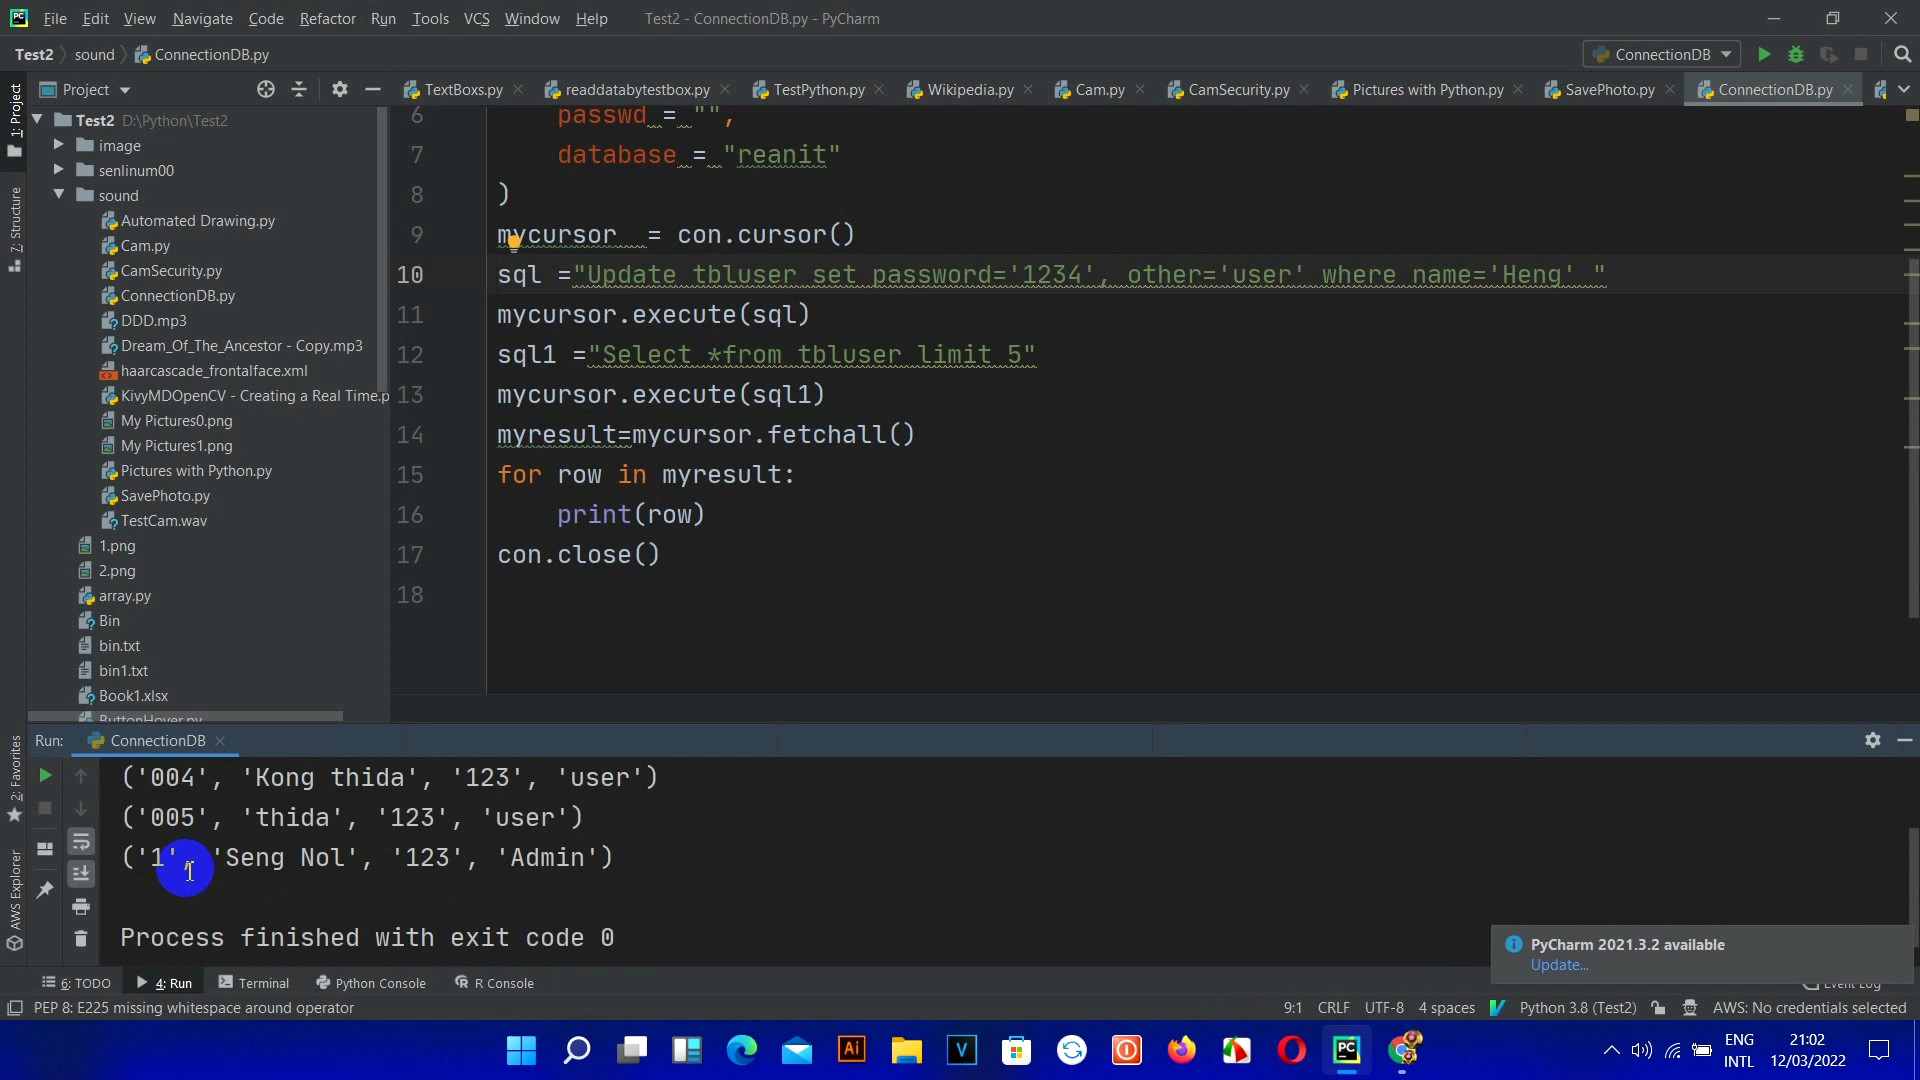 File Edit View Navigate Code Refactor Run Tools VCS Window Help Test2 - ConnectionDB.py - PyCharm
Test2 sound ConnectionDB.py ConnectionDB
Project TextBoxs.py readdatabytestbox.py TestPython.py Wikipedia.py Cam.py CamSecurity.py Pictures with Python.py SavePhoto.py ConnectionDB.py
1: Project
7: Structure
2: Favorites
AWS Explorer
Test2 D:\Python\Test2
image
senlinum00
sound
Automated Drawing.py
Cam.py
CamSecurity.py
ConnectionDB.py
DDD.mp3
Dream_Of_The_Ancestor - Copy.mp3
haarcascade_frontalface.xml
KivyMDOpenCV - Creating a Real Time.p
My Pictures0.png
My Pictures1.png
Pictures with Python.py
SavePhoto.py
TestCam.wav
1.png
2.png
array.py
Bin
bin.txt
bin1.txt
Book1.xlsx
ButtonHover.py
6 passwd = "",
7 database = "reanit"
8 )
9 mycursor = con.cursor()
10 sql ="Update tbluser set password='1234', other='user' where name='Heng' "
11 mycursor.execute(sql)
12 sql1 ="Select *from tbluser limit 5"
13 mycursor.execute(sql1)
14 myresult=mycursor.fetchall()
15 for row in myresult:
16 print(row)
17 con.close()
18
Run: ConnectionDB
('004', 'Kong thida', '123', 'user')
('005', 'thida', '123', 'user')
('1', 'Seng Nol', '123', 'Admin')
Process finished with exit code 0
PyCharm 2021.3.2 available
Update...
6: TODO 4: Run Terminal Python Console R Console Event Log
PEP 8: E225 missing whitespace around operator 9:1 CRLF UTF-8 4 spaces Python 3.8 (Test2) AWS: No credentials selected
Ai V PC ENG INTL 21:02 12/03/2022